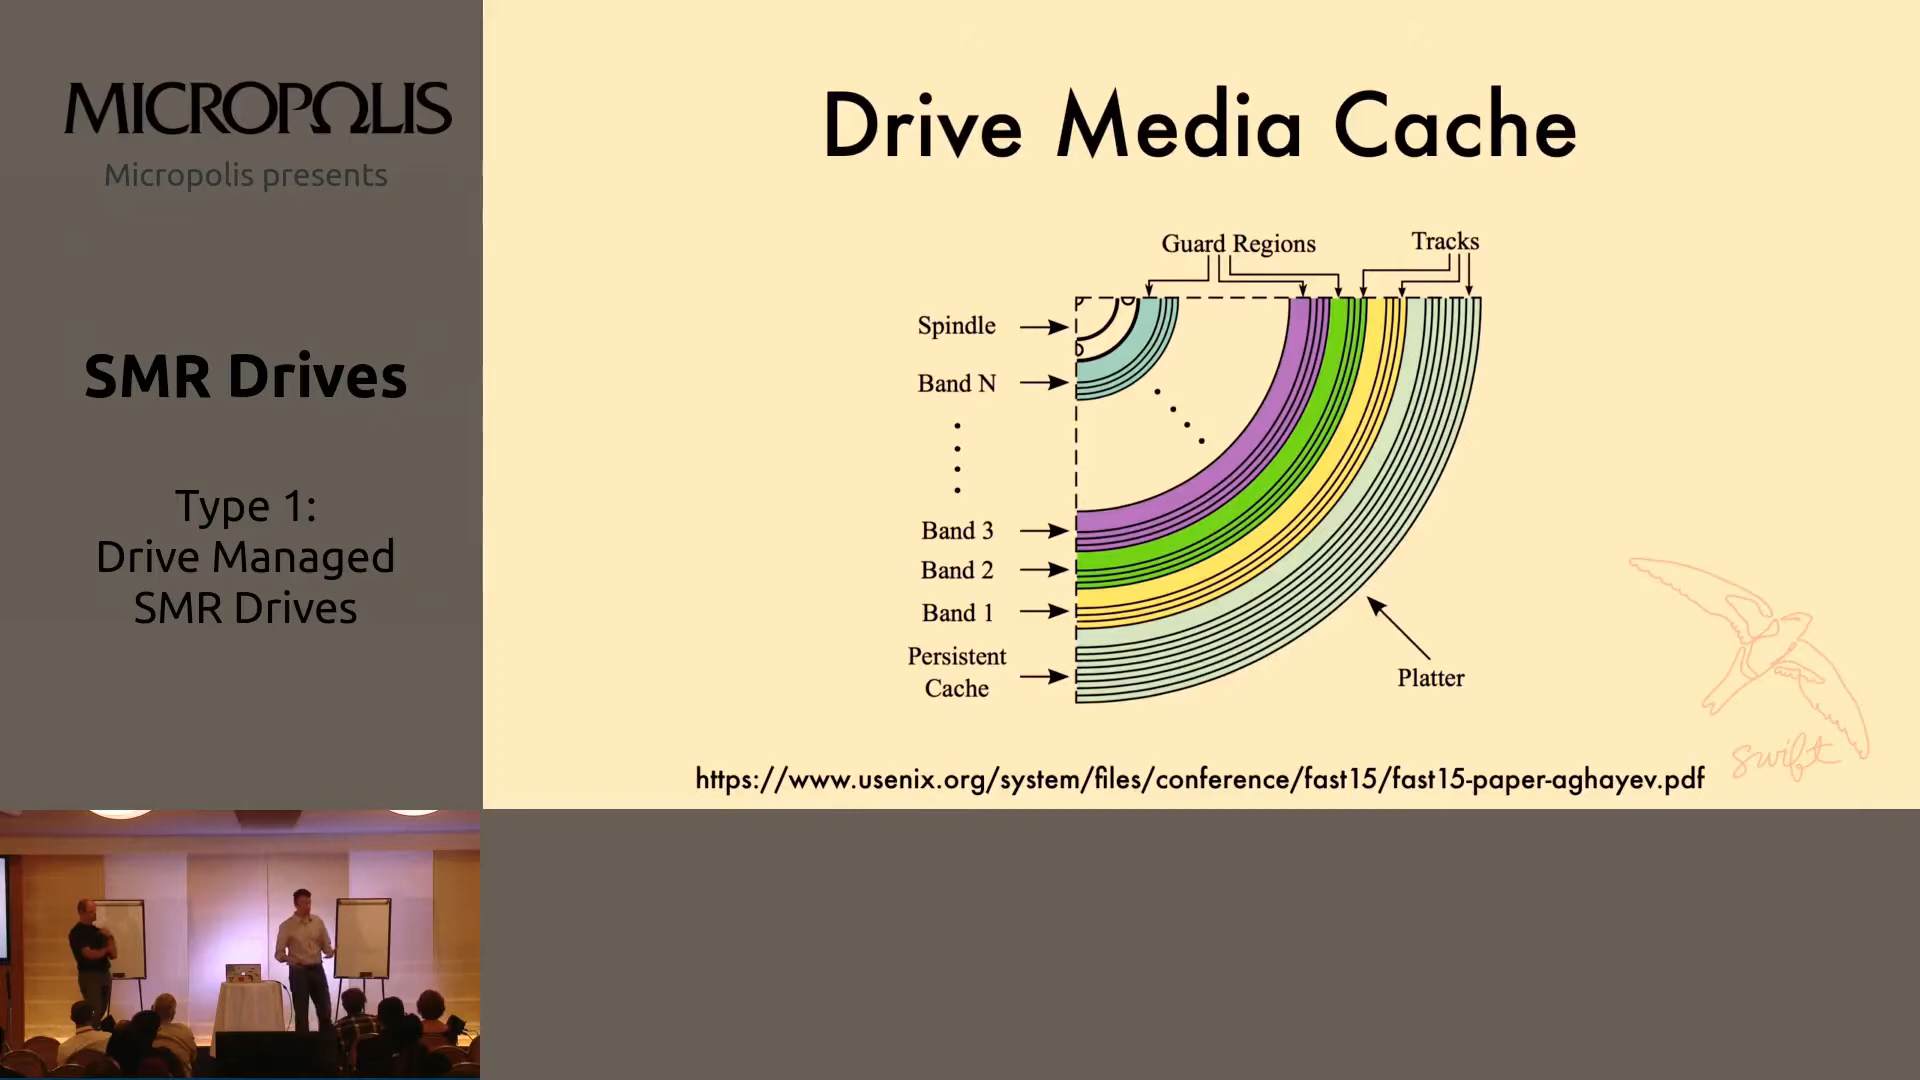 MICROPOLIS
Micropolis presents
SMR Drives
Type 1:
Drive Managed
SMR Drives
Drive Media Cache
Guard Regions
Tracks
Spindle
Band N
Band 3
Band 2
Band 1
Persistent
Cache
Platter
swift
https://www.usenix.org/system/files/conference/fast15/fast15-paper-aghayev.pdf